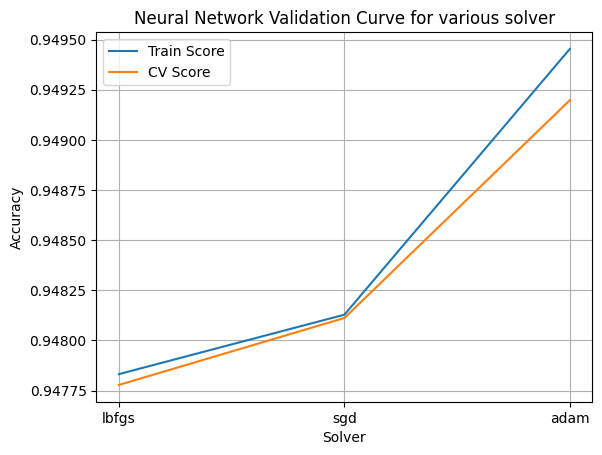 Neural Network Validation Curve for various solver
Train Score
CV Score
0.94950
0.94925
0.94900
0.94875
0.94850
0.94825
0.94800
0.94775
Accuracy
lbfgs sgd adam
Solver